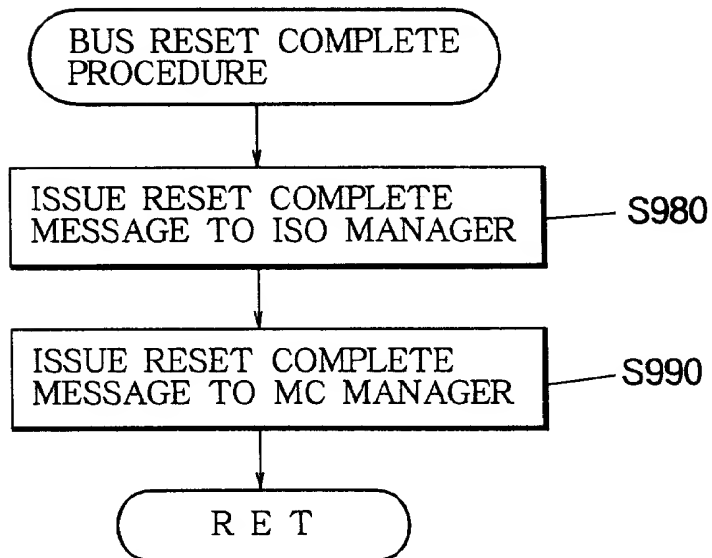 BUS RESET COMPLETE
PROCEDURE
ISSUE RESET COMPLETE
MESSAGE TO ISO MANAGER
S980
ISSUE RESET COMPLETE
MESSAGE TO MC MANAGER
S990
RET